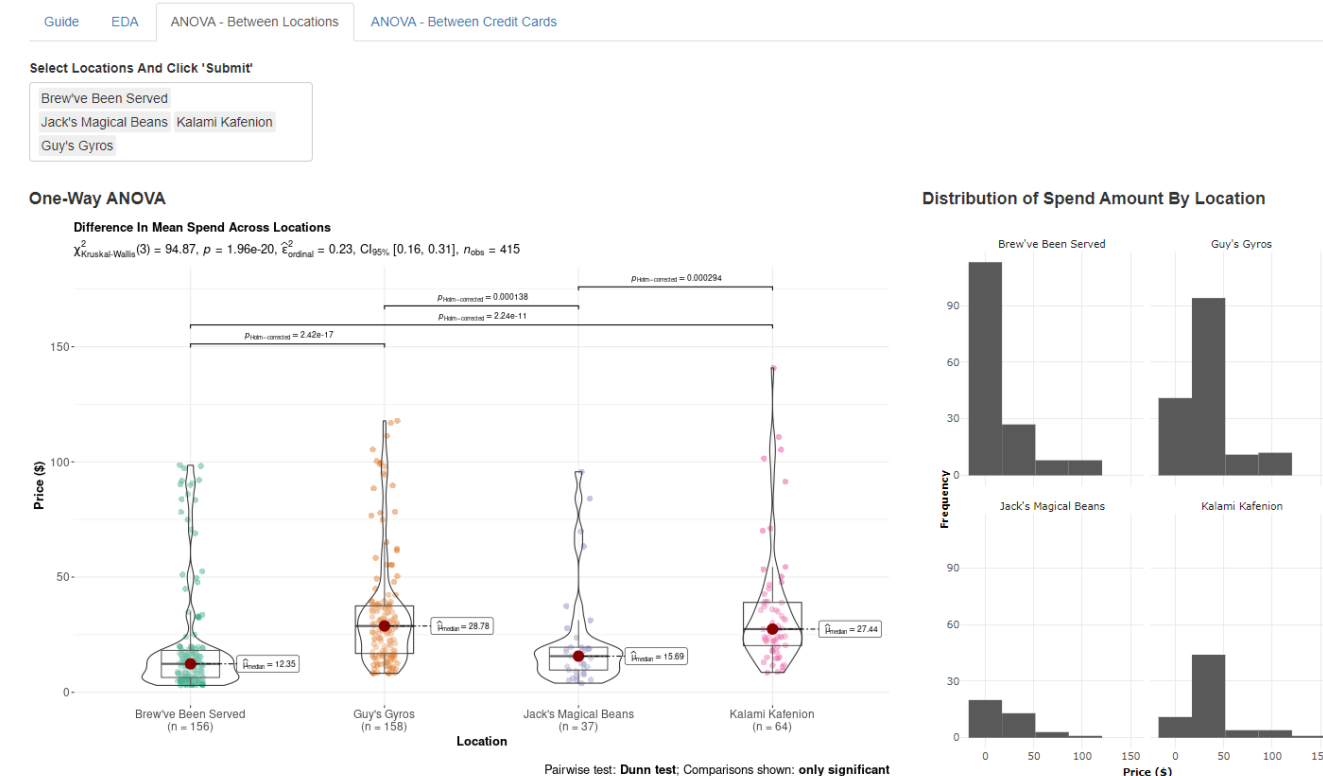 Guide EDA ANOVA - Between Locations ANOVA - Between Credit Cards
Select Locations And Click 'Submit'
Brew've Been Served
Jack's Magical Beans Kalami Kafenion
Guy's Gyros
One-Way ANOVA
Difference In Mean Spend Across Locations
χ²Kruskal-Wallis(3) = 94.87, p = 1.96e-20, ε̂²ordinal = 0.23, CI95% [0.16, 0.31], nobs = 415
pHolm−corrected = 0.000294
pHolm−corrected = 0.000138
pHolm−corrected = 2.24e-11
pHolm−corrected = 2.42e-17
150
100
50
0
Price ($)
μ̂median = 12.35
μ̂median = 28.78
μ̂median = 15.69
μ̂median = 27.44
Brew've Been Served
(n = 156)
Guy's Gyros
(n = 158)
Jack's Magical Beans
(n = 37)
Kalami Kafenion
(n = 64)
Location
Pairwise test: Dunn test; Comparisons shown: only significant
Distribution of Spend Amount By Location
Brew've Been Served
Guy's Gyros
90
60
30
0
Frequency
Jack's Magical Beans
Kalami Kafenion
90
60
30
0
0 50 100 150
0 50 100 15
Price ($)